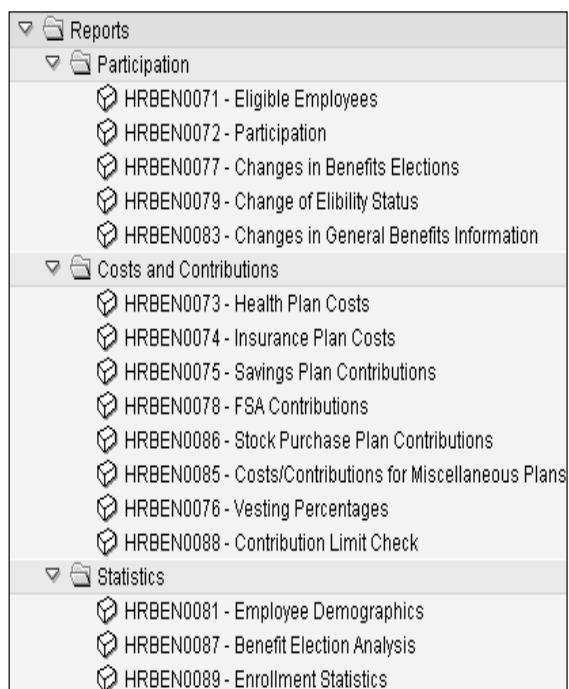 Reports
Participation
HRBEN0071 - Eligible Employees
HRBEN0072 - Participation
HRBEN0077 - Changes in Benefits Elections
HRBEN0079 - Change of Elibility Status
HRBEN0083 - Changes in General Benefits Information
Costs and Contributions
HRBEN0073 - Health Plan Costs
HRBEN0074 - Insurance Plan Costs
HRBEN0075 - Savings Plan Contributions
HRBEN0078 - FSA Contributions
HRBEN0086 - Stock Purchase Plan Contributions
HRBEN0085 - Costs/Contributions for Miscellaneous Plans
HRBEN0076 - Vesting Percentages
HRBEN0088 - Contribution Limit Check
Statistics
HRBEN0081 - Employee Demographics
HRBEN0087 - Benefit Election Analysis
HRBEN0089 - Enrollment Statistics